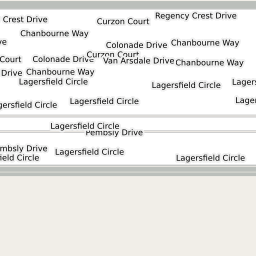 Crest Drive
Curzon Court
Regency Crest Drive
Chanbourne Way
Colonade Drive
Chanbourne Way
Court
Colonade Drive
Curzon Court
Van Arsdale Drive
Chanbourne Way
Drive
Chanbourne Way
Lagersfield Circle
Lagersfield Circle
Lagers
gersfield Circle
Lagersfield Circle
Lager
Lagersfield Circle
Pembsly Drive
mbsly Drive
Lagersfield Circle
ield Circle
Lagersfield Circle